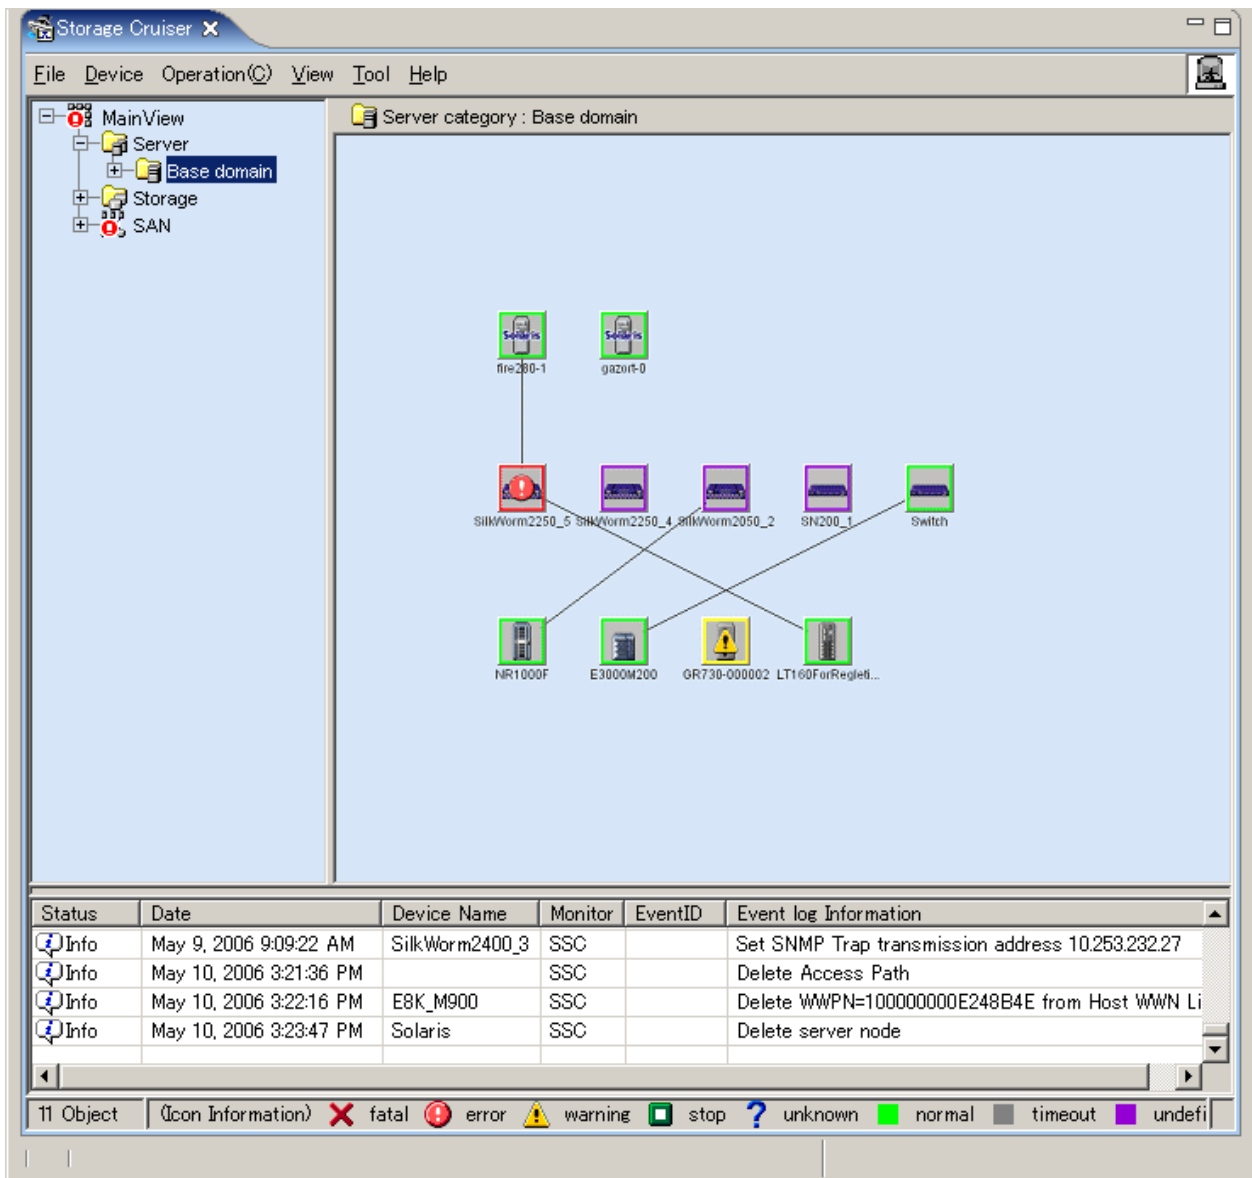 Storage Cruiser
File Device Operation(C) View Tool Help
MainView
Server category : Base domain
Server
Base domain
Storage
SAN
Solaris Solaris
fire280-1 gazort-0
SilkWorm2250_5 SilkWorm2250_4 SilkWorm2050_2 SN200_1 Switch
NR1000F E3000M200 GR730-000002 LT160ForRegleti...
Status Date Device Name Monitor EventID Event log Information
Info May 9, 2006 9:09:22 AM SilkWorm2400_3 SSC Set SNMP Trap transmission address 10.253.232.27
Info May 10, 2006 3:21:36 PM SSC Delete Access Path
Info May 10, 2006 3:22:16 PM E8K_M900 SSC Delete WWPN=100000000E248B4E from Host WWN Li
Info May 10, 2006 3:23:47 PM Solaris SSC Delete server node
11 Object (Icon Information) fatal error warning stop unknown normal timeout undefi